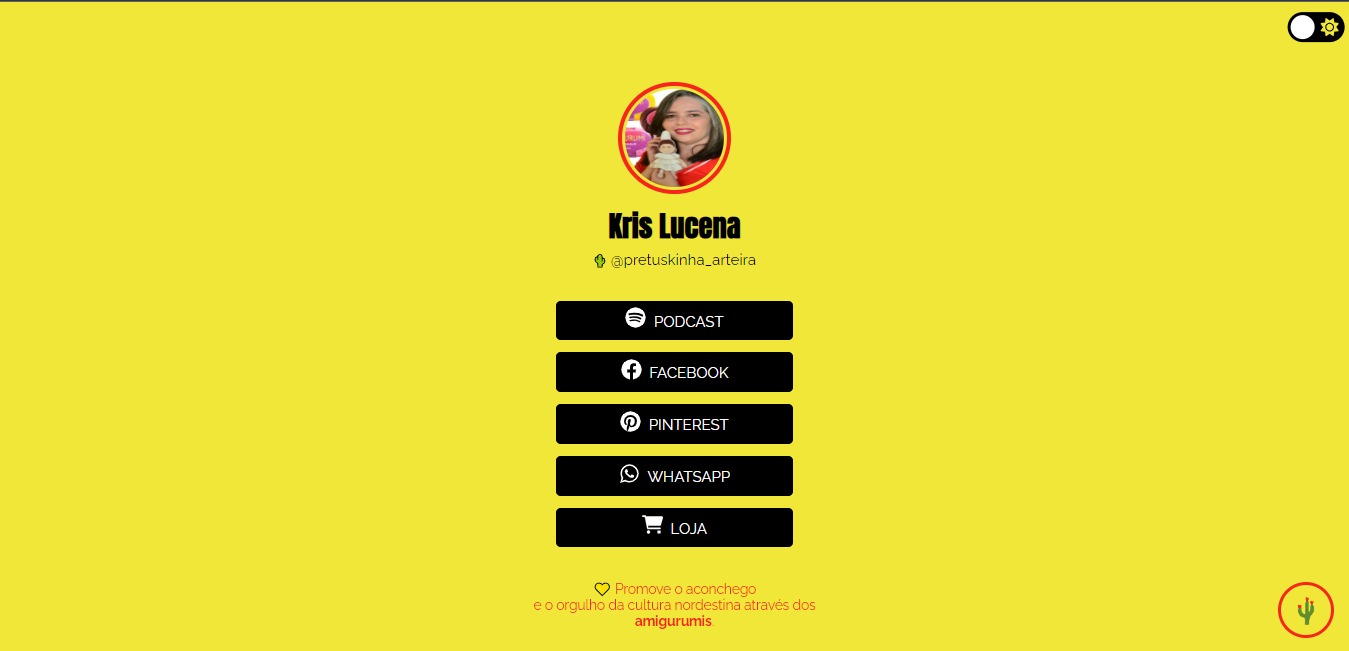 Kris Lucena
@pretuskinha_arteira
PODCAST
FACEBOOK
PINTEREST
WHATSAPP
LOJA
Promove o aconchego
e o orgulho da cultura nordestina através dos
amigurumis.